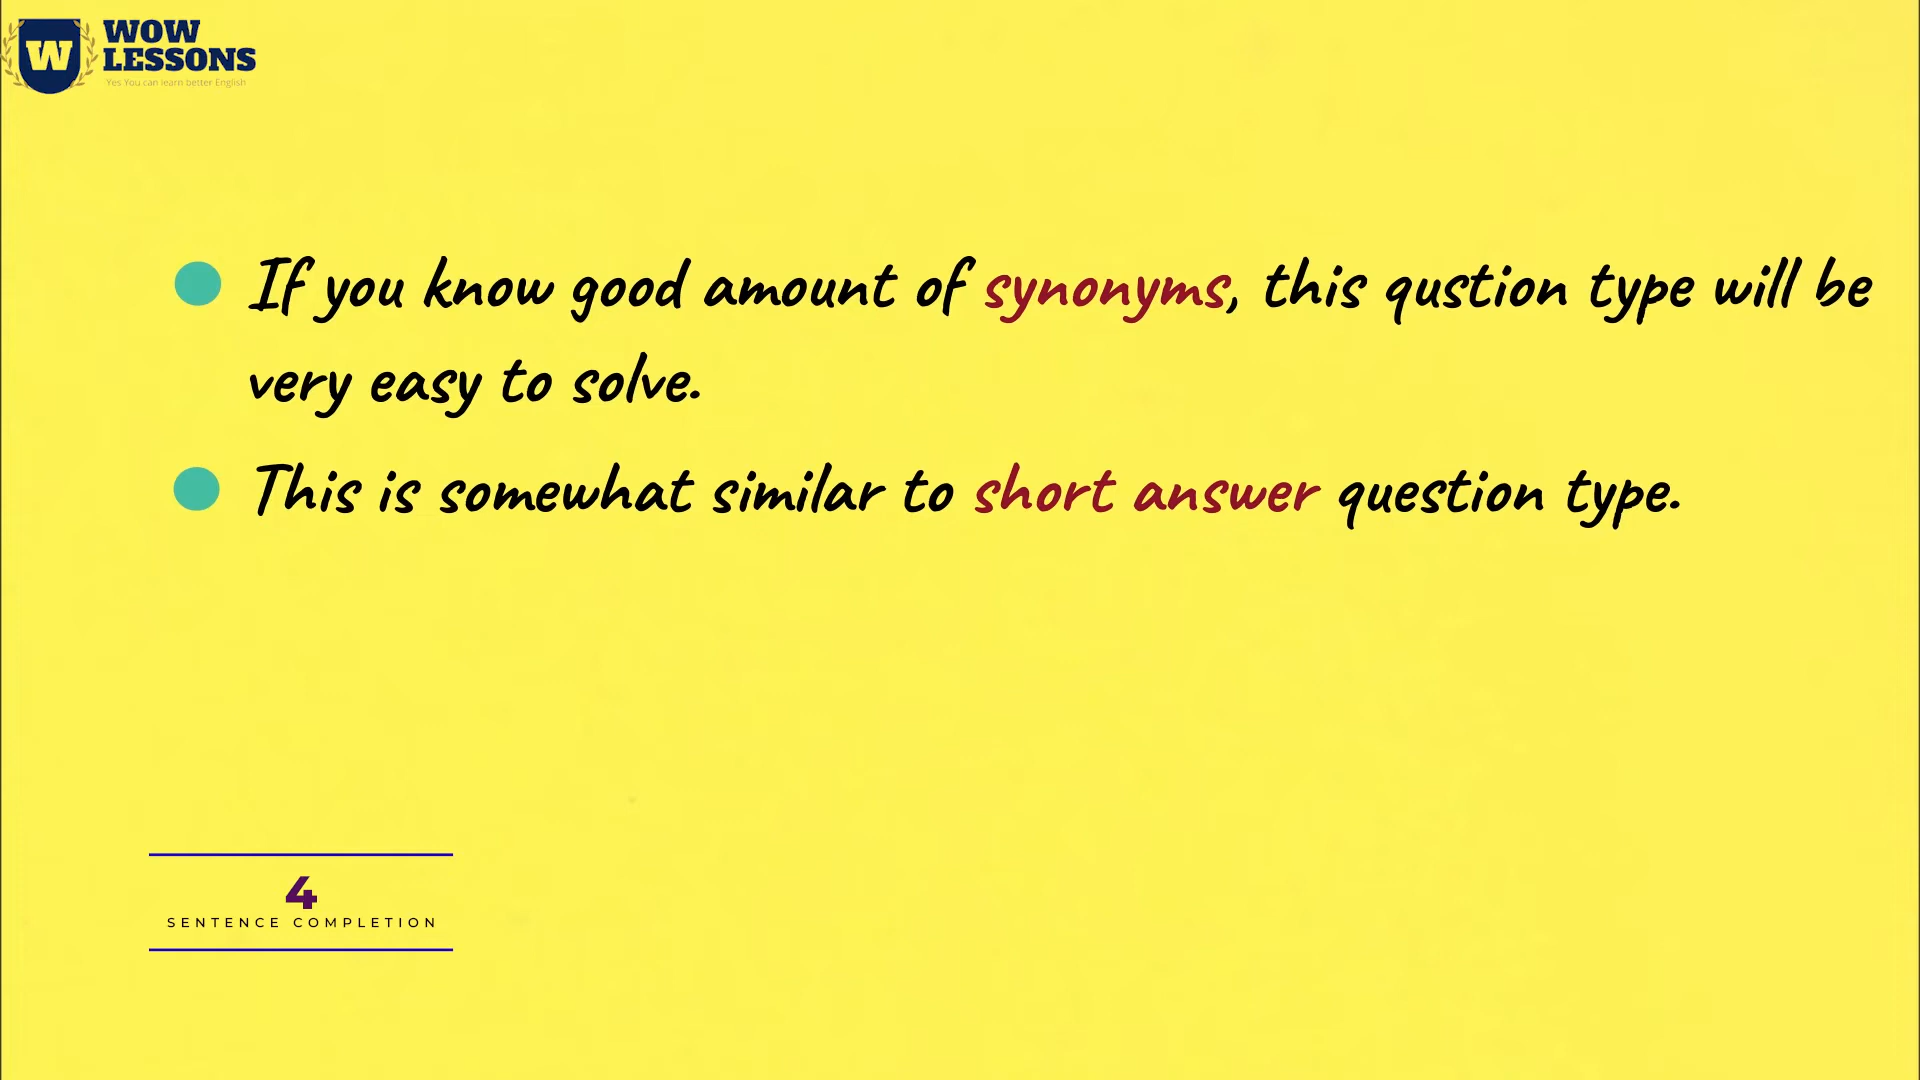 W
WOW
LESSONS
Yes You can learn better English
If you know good amount of synonyms, this qustion type will be
very easy to solve.
This is somewhat similar to short answer question type.
4
SENTENCE COMPLETION